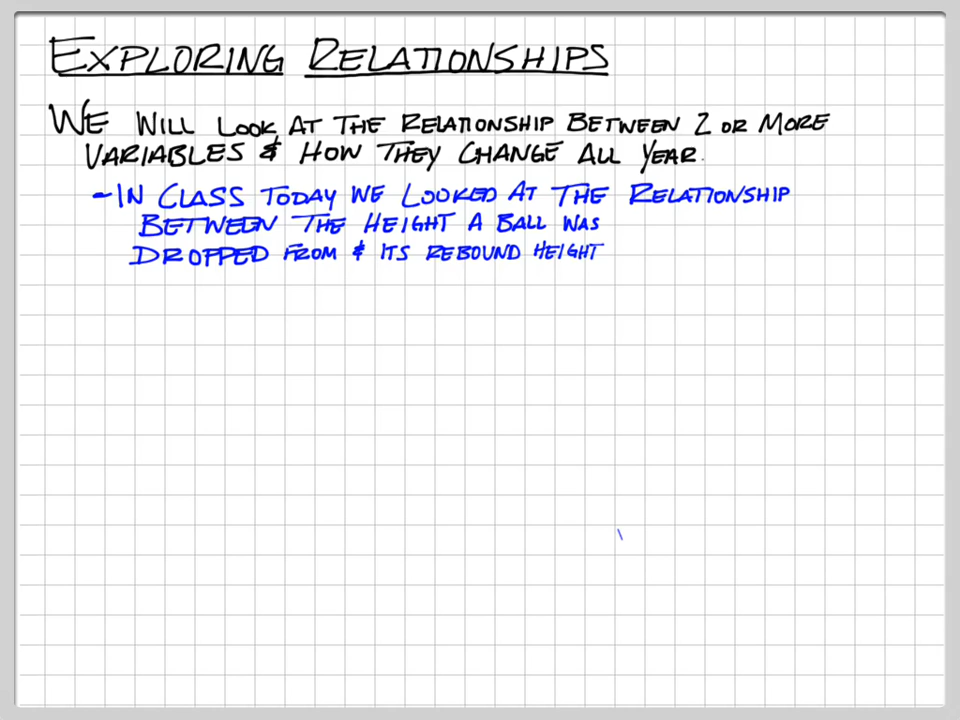 EXPLORING RELATIONSHIPS
WE WILL LOOK AT THE RELATIONSHIP BETWEEN 2 OR MORE
VARIABLES & HOW THEY CHANGE ALL YEAR.
-IN CLASS TODAY WE LOOKED AT THE RELATIONSHIP
BETWEEN THE HEIGHT A BALL WAS
DROPPED FROM & ITS REBOUND HEIGHT